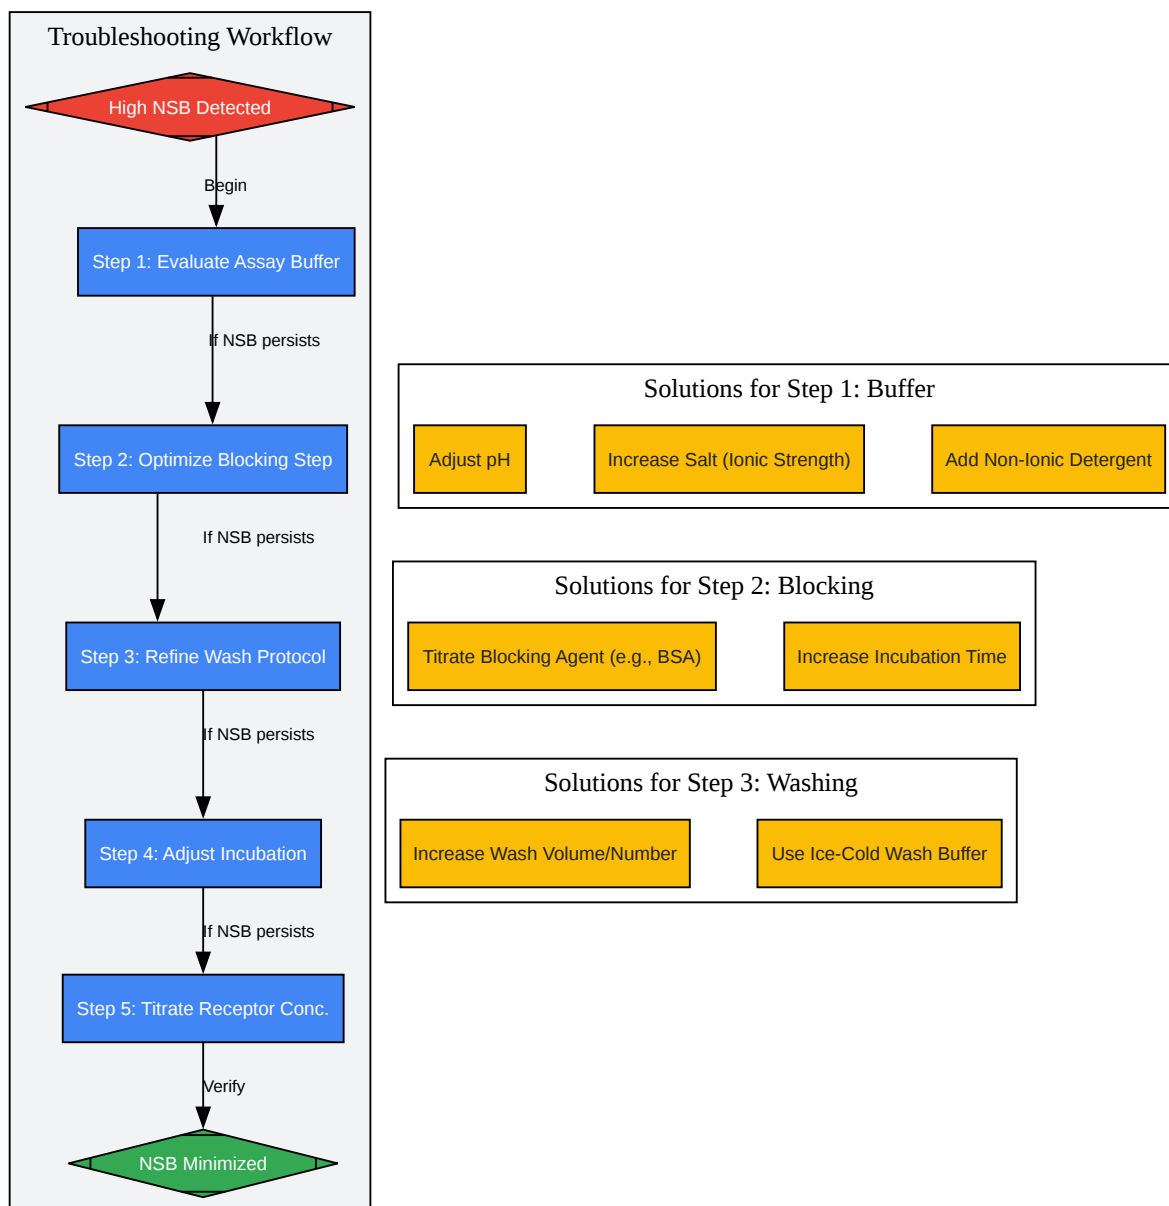 Troubleshooting Workflow
High NSB Detected
Begin
Step 1: Evaluate Assay Buffer
If NSB persists
Step 2: Optimize Blocking Step
If NSB persists
Step 3: Refine Wash Protocol
If NSB persists
Step 4: Adjust Incubation
If NSB persists
Step 5: Titrate Receptor Conc.
Verify
NSB Minimized
Solutions for Step 1: Buffer
Adjust pH
Increase Salt (Ionic Strength)
Add Non-Ionic Detergent
Solutions for Step 2: Blocking
Titrate Blocking Agent (e.g., BSA)
Increase Incubation Time
Solutions for Step 3: Washing
Increase Wash Volume/Number
Use Ice-Cold Wash Buffer